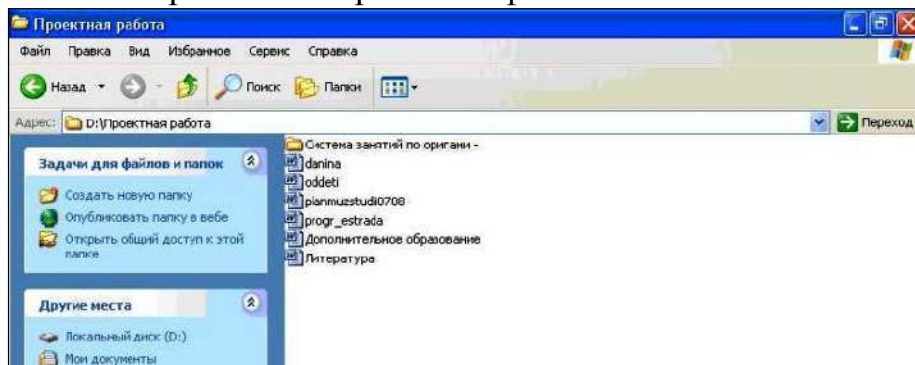 Проектная работа
Файл Правка Вид Избранное Сервис Справка
Назад Поиск Папки
Адрес: D:\Проектная работа Переход
Задачи для файлов и папок
Создать новую папку
Опубликовать папку в вебе
Открыть общий доступ к этой папке
Другие места
Локальный диск (D:)
Мои документы
Система занятий по оригани -
danina
oddeti
planmuzstudi0708
progr_estrada
Дополнительное образование
Литература